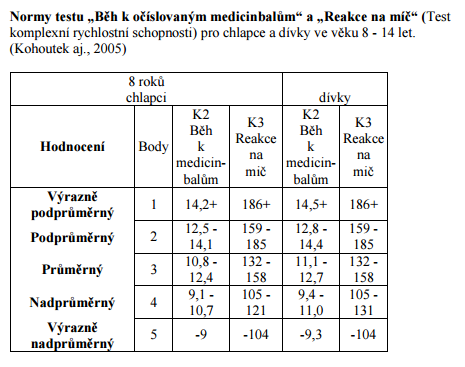 Normy testu „Běh k očíslovaným medicinbalům“ a „Reakce na míč“ (Test
komplexní rychlostní schopnosti) pro chlapce a dívky ve věku 8 - 14 let.
(Kohoutek aj., 2005)
8 roků
chlapci dívky
Hodnocení Body K2 Běh k medicin-balům K3 Reakce na míč K2 Běh k medicin-balům K3 Reakce na míč
Výrazně podprůměrný 1 14,2+ 186+ 14,5+ 186+
Podprůměrný 2 12,5 - 14,1 159 - 185 12,8 - 14,4 159 - 185
Průměrný 3 10,8 - 12,4 132 - 158 11,1 - 12,7 132 - 158
Nadprůměrný 4 9,1 - 10,7 105 - 121 9,4 - 11,0 105 - 131
Výrazně nadprůměrný 5 -9 -104 -9,3 -104